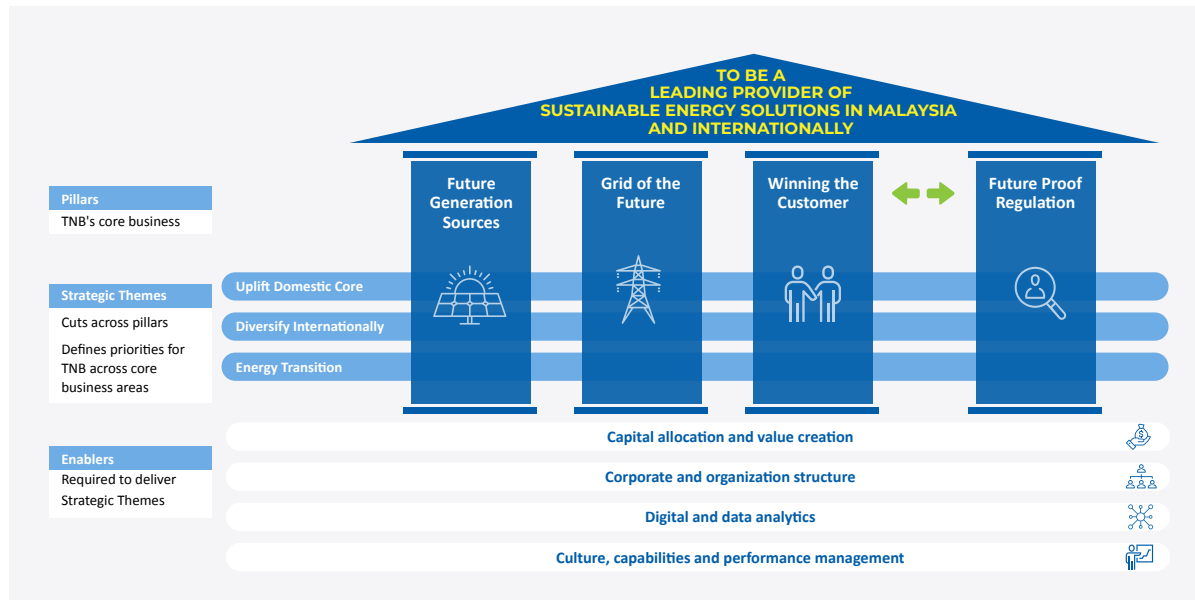 TO BE A
LEADING PROVIDER OF
SUSTAINABLE ENERGY SOLUTIONS IN MALAYSIA
AND INTERNATIONALLY
Pillars
TNB's core business
Future
Generation
Sources
Grid of the
Future
Winning the
Customer
Future Proof
Regulation
Strategic Themes
Cuts across pillars
Defines priorities for
TNB across core
business areas
Uplift Domestic Core
Diversify Internationally
Energy Transition
Enablers
Required to deliver
Strategic Themes
Capital allocation and value creation
$
Corporate and organization structure
Digital and data analytics
Culture, capabilities and performance management